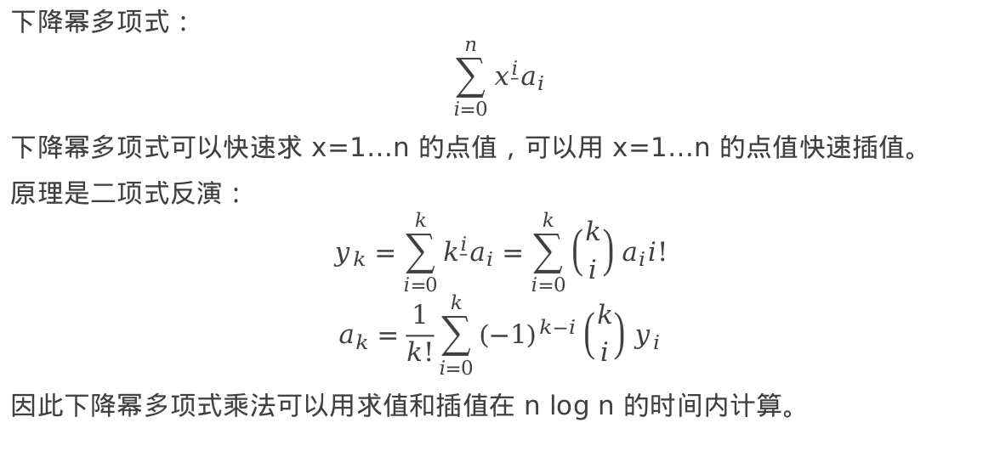 下降幂多项式：
$$\sum_{i=0}^{n} x^{\underline{i}} a_i$$
下降幂多项式可以快速求 x=1...n 的点值，可以用 x=1...n 的点值快速插值。
原理是二项式反演：
$$y_k = \sum_{i=0}^{k} k^{\underline{i}} a_i = \sum_{i=0}^{k} \binom{k}{i} a_i i!$$
$$a_k = \frac{1}{k!} \sum_{i=0}^{k} (-1)^{k-i} \binom{k}{i} y_i$$
因此下降幂多项式乘法可以用求值和插值在 n log n 的时间内计算。